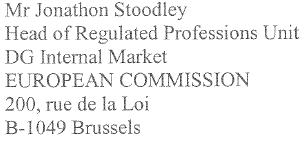 Mr Jonathon Stoodley
Head of Regulated Professions Unit
DG Internal Market
EUROPEAN COMMISSION
200, rue de la Loi
B-1049 Brussels